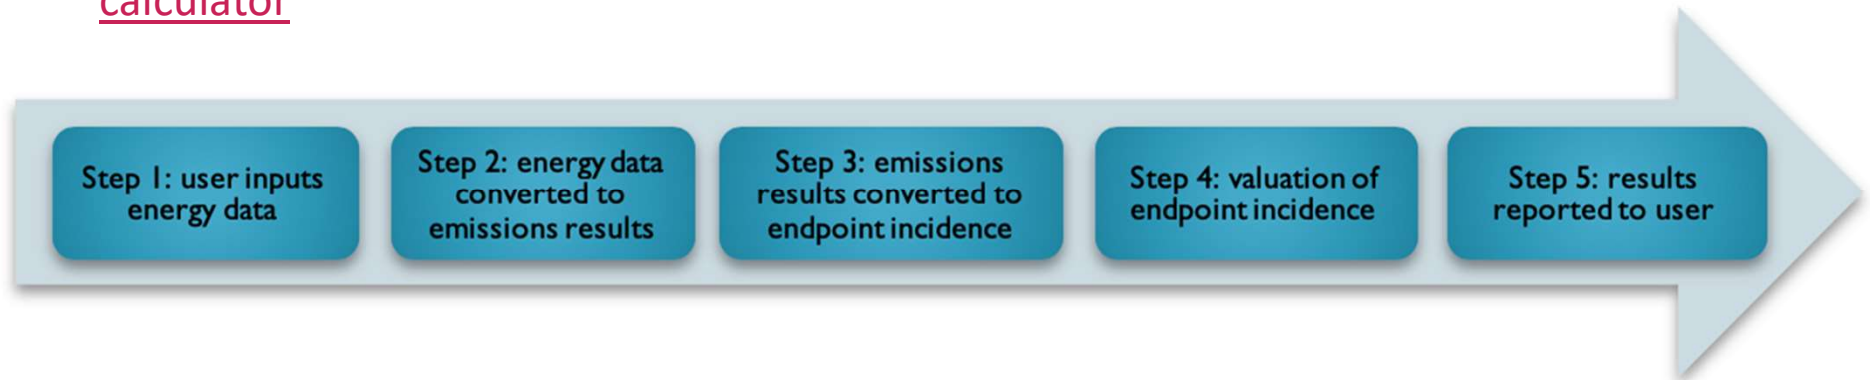 calculator
Step 1: user inputs
energy data
Step 2: energy data
converted to
emissions results
Step 3: emissions
results converted to
endpoint incidence
Step 4: valuation of
endpoint incidence
Step 5: results
reported to user